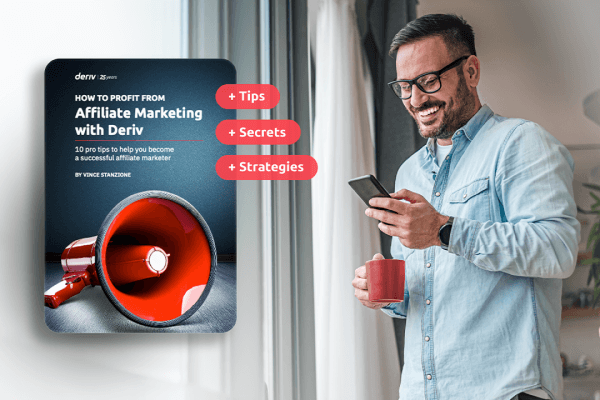 deriv | 25 years
HOW TO PROFIT FROM
Affiliate Marketing
with Deriv
10 pro tips to help you become
a successful affiliate marketer
BY VINCE STANZIONE
+ Tips
+ Secrets
+ Strategies